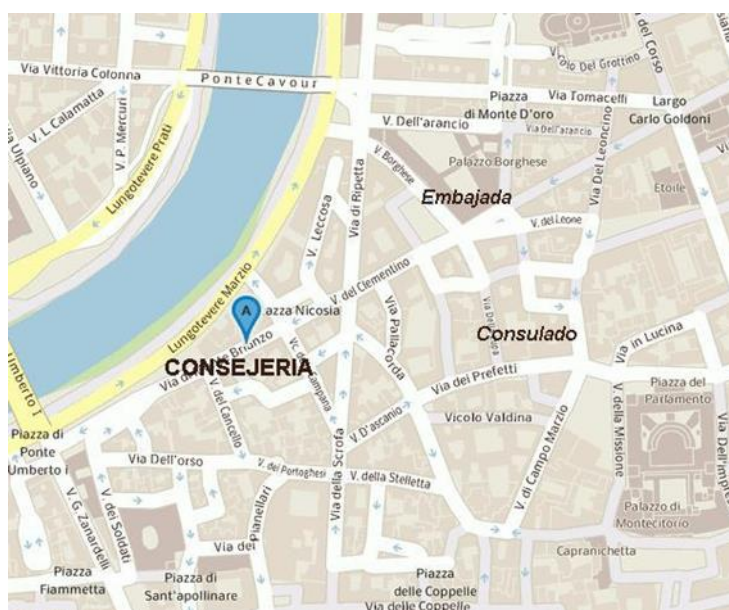 Via Vittoria Colonna
Ponte Cavour
V. L. Calamatta
V. P. Mercuri
Via Ulpiano
Lungotevere Prati
Via del Corso
Vicolo Del Grottino
Piazza
di Monte D'oro
Via Tomacelli
Largo
Carlo Goldoni
V. Dell'arancio
Via Dell'arancio
V. Borghese
Palazzo Borghese
Via Del Leoncino
Etoile
Embajada
Via di Ripetta
V. Leccosa
V. del Leone
V. del Clementino
Lungotevere Marzio
A
azza Nicosia
CONSEJERIA
Brianzo
Via Pallacorda
Consulado
Via in Lucina
Via dei Prefetti
Piazza del
Parlamento
Umberto I
V. del Cancello
V. D'ascanio
Vicolo Valdina
V. della Missione
Piazza di
Ponte
Umberto i
Via Dell'orso
V. dei Portoghesi
V. della Stelletta
Via della Scrofa
V. di Campo Marzio
V. G. Zanardelli
V. dei Soldati
Via dei
Pianellari
Palazzo di
Montecitorio
Capranichetta
Piazza
Fiammetta
Piazza di
Sant'apollinare
Piazza
delle Coppelle
Via delle Coppelle